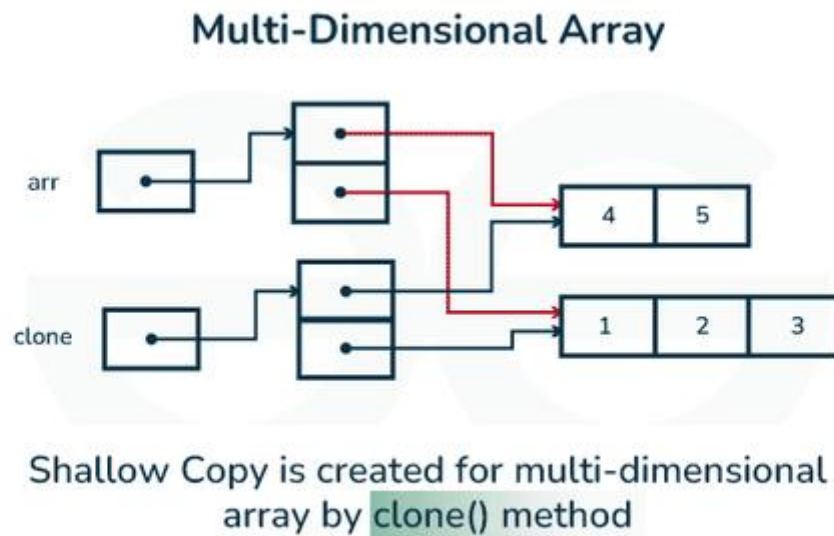 Multi-Dimensional Array
arr
4 5
clone
1 2 3
Shallow Copy is created for multi-dimensional
array by clone() method